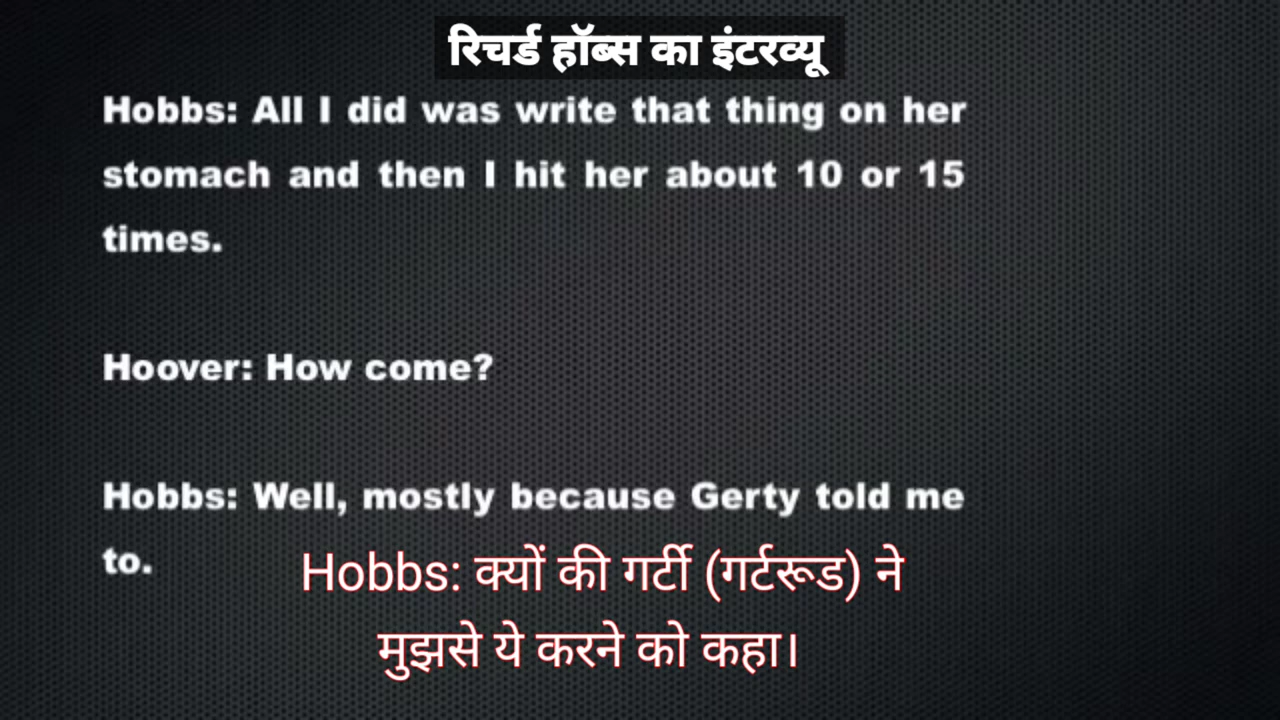 रिचर्ड हॉब्स का इंटरव्यू
Hobbs: All I did was write that thing on her
stomach and then I hit her about 10 or 15
times.
Hoover: How come?
Hobbs: Well, mostly because Gerty told me
to.
Hobbs: क्यों की गर्टी (गर्टरूड) ने
मुझसे ये करने को कहा।